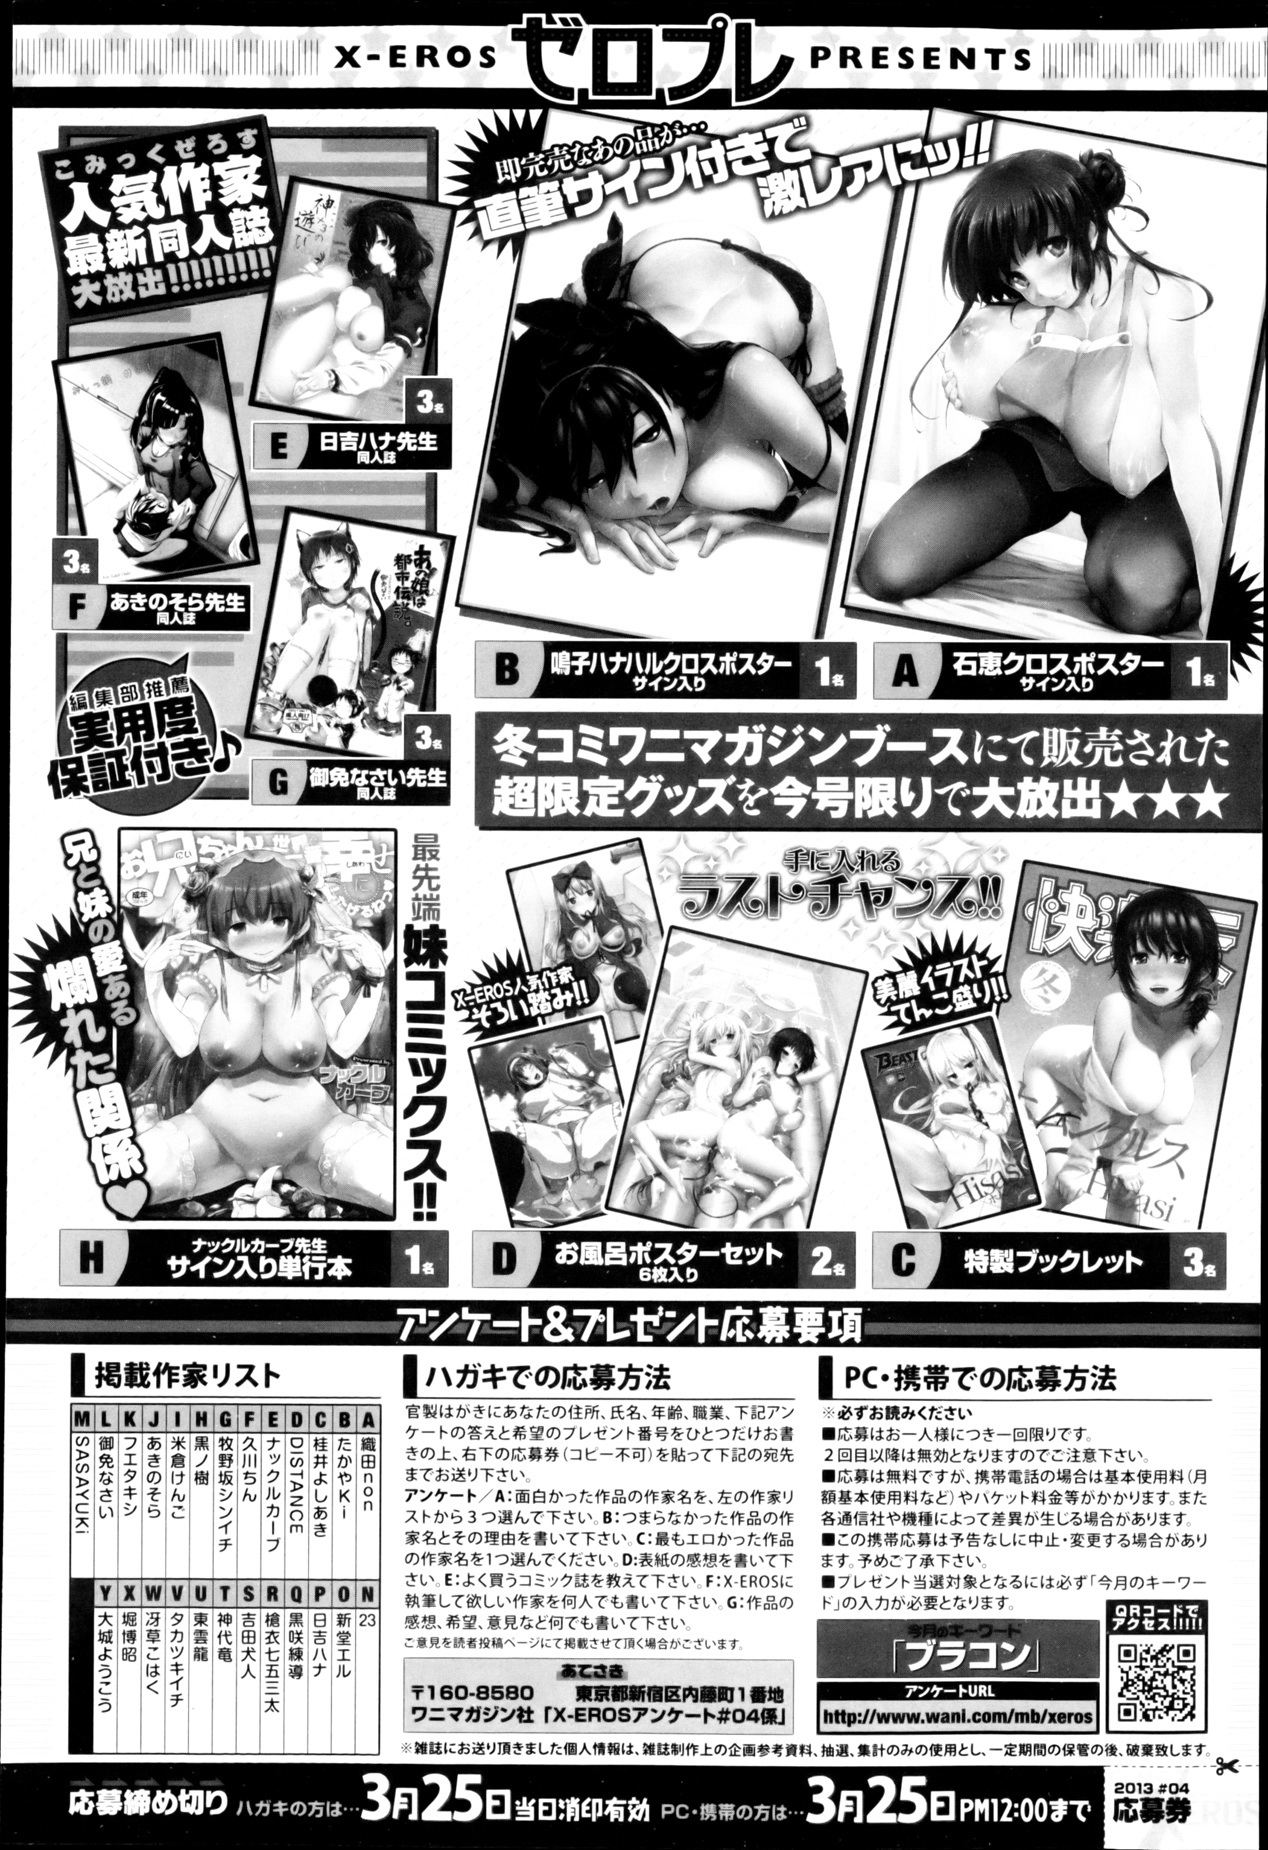 X-EROS ゼロプレ PRESENTS
こみっくぜろす
人気作家
最新同人誌
大放出!!!!!!!!!!
神々の
遊び
3名
E 日吉ハナ先生
同人誌
3名
F あきのそら先生
同人誌
あの娘は
都市伝説。
3名
G 御免なさい先生
同人誌
編集部推薦
実用度
保証付き♪
即完売なあの品が…
直筆サイン付きで
激レアにッ!!
B 鳴子ハナハルクロスポスター
サイン入り
1名
A 石恵クロスポスター
サイン入り
1名
冬コミワニマガジンブースにて販売された
超限定グッズを今号限りで大放出★★★
最先端妹コミックス!!
兄と妹の愛ある
爛れた関係♥
成年
Presented by
ナックル
カーブ
H ナックルカーブ先生
サイン入り単行本
1名
手に入れる
ラストチャンス!!
X-EROS人気作家
そろい踏み!!
D お風呂ポスターセット
6枚入り
2名
美麗イラスト
てんこ盛り!!
冬
BEAST
Hisasi
Hisasi
C 特製ブックレット
3名
アンケート&プレゼント応募要項
掲載作家リスト
A 織田non
B たかやKi
C 桂井よしあき
D DISTANCE
E ナックルカーブ
F 久川ちん
G 牧野坂シンイチ
H 黒ノ樹
I 米倉けんご
J あきのそら
K フエタキシ
L 御免なさい
M SASAYUKi
N 23
O 新堂エル
P 日吉ハナ
Q 黒咲練導
R 槍衣七五三太
S 吉田犬人
T 神代竜
U 東雲龍
V タカツキイチ
W 冴草こはく
X 堀博昭
Y 大城ようこう
ハガキでの応募方法
官製はがきにあなたの住所、氏名、年齢、職業、下記アン
ケートの答えと希望のプレゼント番号をひとつだけお書
きの上、右下の応募券（コピー不可）を貼って下記の宛先
までお送り下さい。
アンケート／A：面白かった作品の作家名を、左の作家リ
ストから３つ選んで下さい。B：つまらなかった作品の作
家名とその理由を書いて下さい。C：最もエロかった作品
の作家名を1つ選んでください。D:表紙の感想を書いて下
さい。E：よく買うコミック誌を教えて下さい。F：X-EROSに
執筆して欲しい作家を何人でも書いて下さい。G：作品の
感想、希望、意見など何でも書いて下さい。
ご意見を読者投稿ページにて掲載させて頂く場合がございます。
あてさき
〒160-8580 東京都新宿区内藤町1番地
ワニマガジン社「X-EROSアンケート#04係」
PC・携帯での応募方法
※必ずお読みください
■応募はお一人様につき一回限りです。
２回目以降は無効となりますのでご注意下さい。
■応募は無料ですが、携帯電話の場合は基本使用料（月
額基本使用料など）やパケット料金等がかかります。また
各通信社や機種によって差異が生じる場合があります。
■この携帯応募は予告なしに中止・変更する場合があり
ます。予めご了承下さい。
■プレゼント当選対象となるには必ず「今月のキーワー
ド」の入力が必要となります。
今月のキーワード
「ブラコン」
アンケートURL
http://www.wani.com/mb/xeros
QRコードで
アクセス!!!!!
※雑誌にお送り頂きました個人情報は、雑誌制作上の企画参考資料、抽選、集計のみの使用とし、一定期間の保管の後、破棄致します。
応募締め切り ハガキの方は…3月25日当日消印有効 PC・携帯の方は…3月25日PM12:00まで
2013 #04
応募券